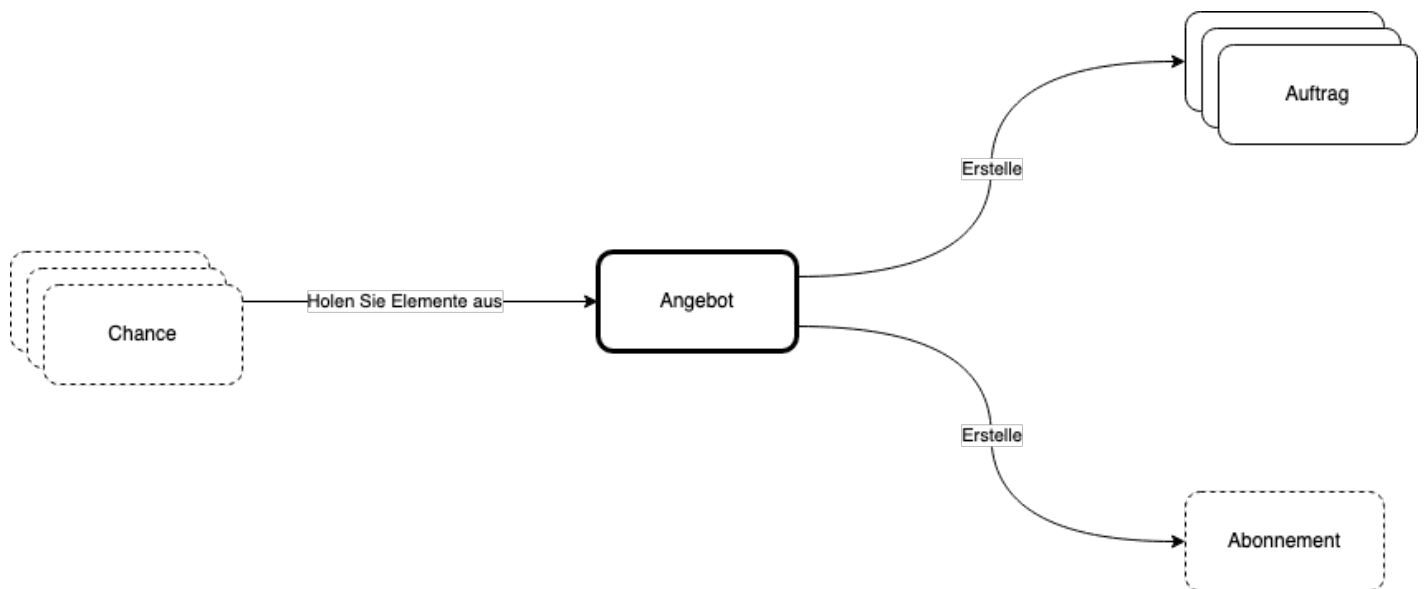 Auftrag
Erstelle
Holen Sie Elemente aus
Angebot
Chance
Erstelle
Abonnement